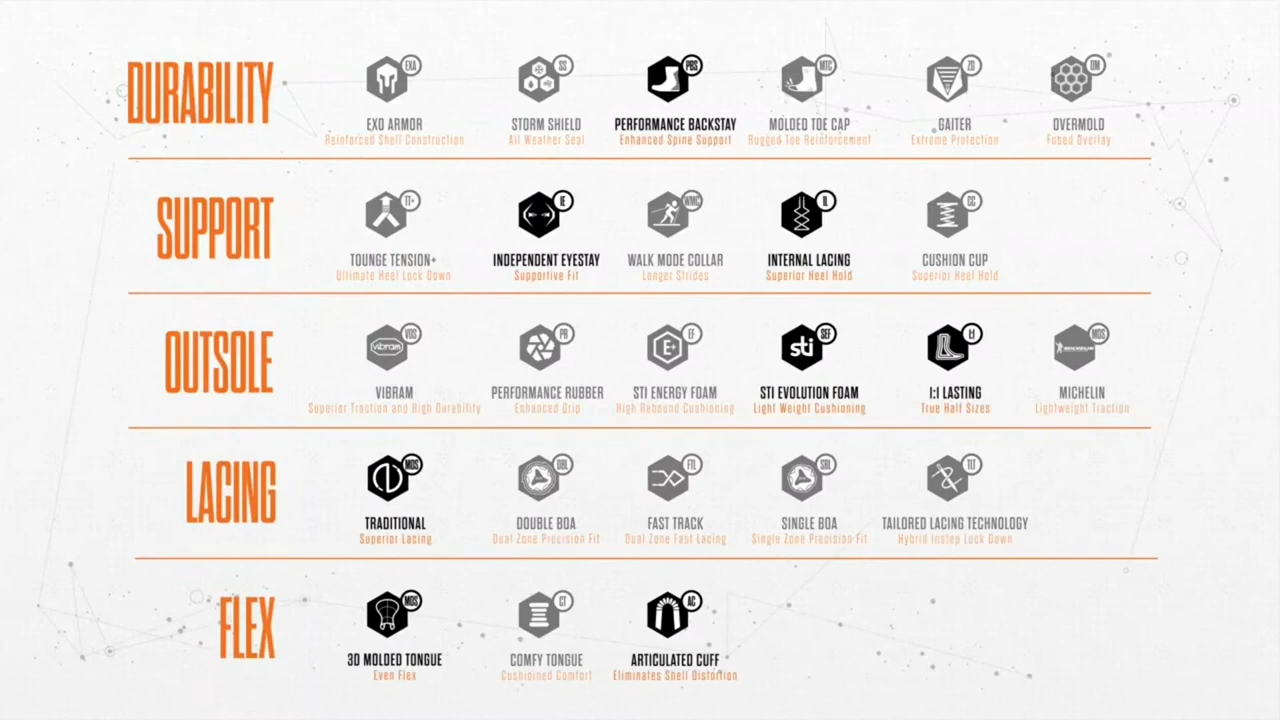 DURABILITY
EXA SS PBS MTC ZG OM
EXO ARMOR STORM SHIELD PERFORMANCE BACKSTAY MOLDED TOE CAP GAITER OVERMOLD
Reinforced Shell Construction All Weather Seal Enhanced Spine Support Rugged Toe Reinforcement Extreme Protection Fused Overlay
SUPPORT
TT+ IE WMC IL CC
TOUNGE TENSION+ INDEPENDENT EYESTAY WALK MODE COLLAR INTERNAL LACING CUSHION CUP
Ultimate Heel Lock Down Supportive Fit Longer Strides Superior Heel Hold Superior Heel Hold
OUTSOLE
VOS PR EF SEF 1:1 MOS
vibram E+ sti MICHELIN
VIBRAM PERFORMANCE RUBBER STI ENERGY FOAM STI EVOLUTION FOAM 1:1 LASTING MICHELIN
Superior Traction and High Durability Enhanced Grip High Rebound Cushioning Light Weight Cushioning True Half Sizes Lightweight Traction
LACING
MOS DBL FTL SBL TLT
TRADITIONAL DOUBLE BOA FAST TRACK SINGLE BOA TAILORED LACING TECHNOLOGY
Superior Lacing Dual Zone Precision Fit Dual Zone Fast Lacing Single Zone Precision Fit Hybrid Instep Lock Down
FLEX
MOS CT AC
3D MOLDED TONGUE COMFY TONGUE ARTICULATED CUFF
Even Flex Cushioined Comfort Eliminates Shell Distortion